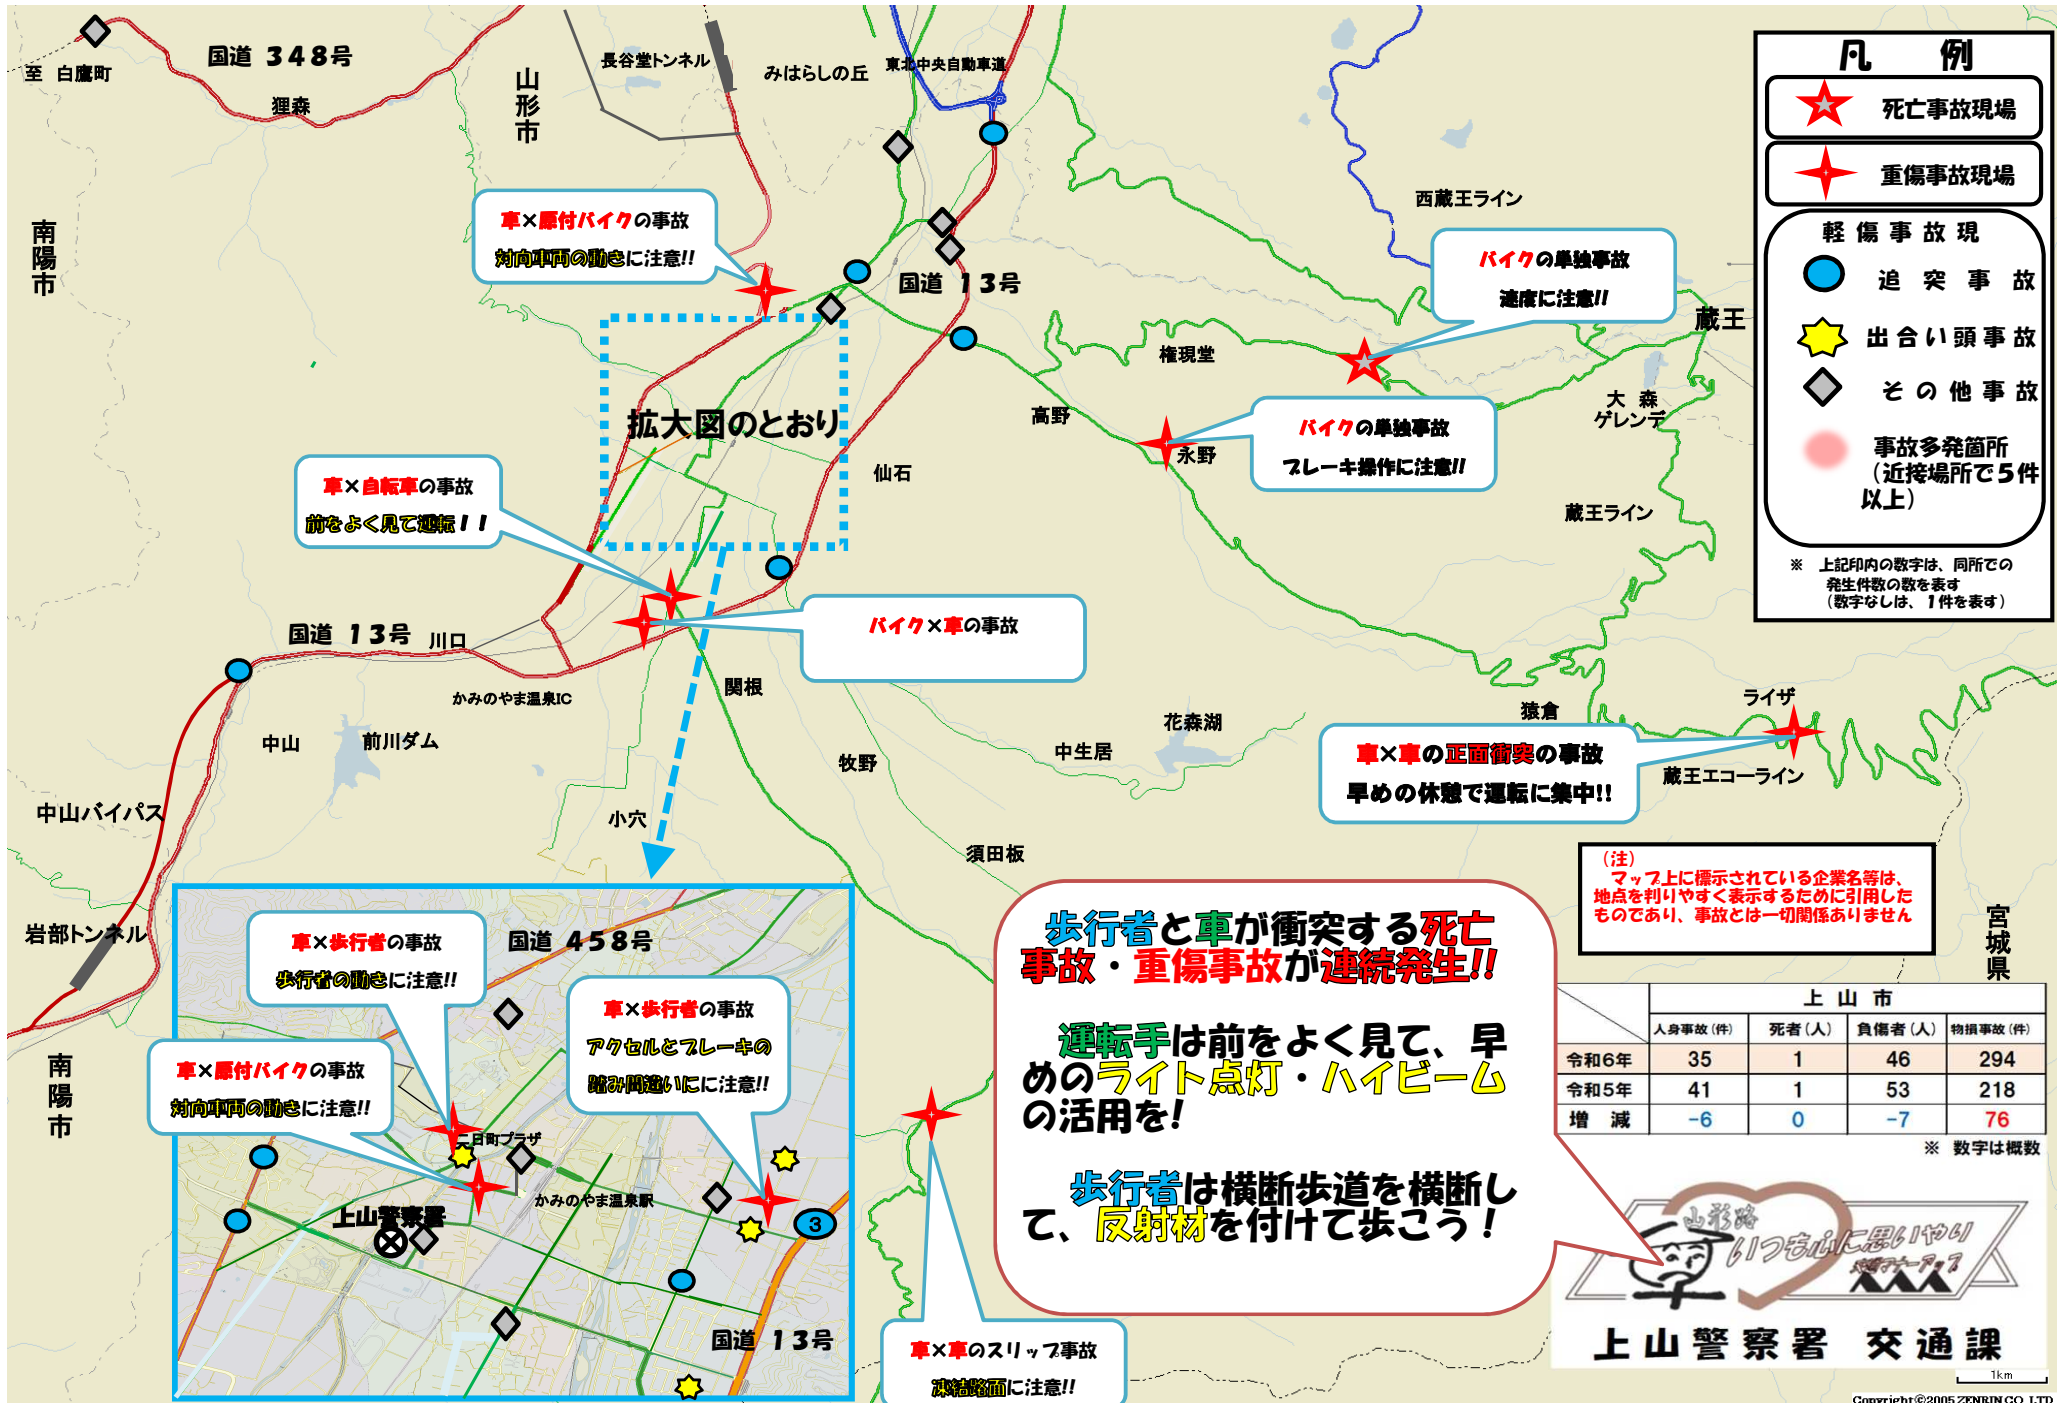 国道 348号
至 白鷹町
狸森
山形市
長谷堂トンネル
みはらしの丘
東北中央自動車道
南陽市
車×原付バイクの事故
対向車両の動きに注意!!
国道 13号
西蔵王ライン
バイクの単独事故
速度に注意!!
蔵王
権現堂
大森
ゲレンデ
高野
拡大図のとおり
バイクの単独事故
ブレーキ操作に注意!!
永野
仙石
蔵王ライン
車×自転車の事故
前をよく見て運転！！
バイク×車の事故
国道 13号
川口
かみのやま温泉IC
関根
中山
前川ダム
牧野
中生居
花森湖
猿倉
ライザ
車×車の正面衝突の事故
早めの休憩で運転に集中!!
蔵王エコーライン
中山バイパス
小穴
須田板
岩部トンネル
南陽市
宮城県
凡 例
死亡事故現場
重傷事故現場
軽傷事故現
追突事故
出合い頭事故
その他事故
事故多発箇所
（近接場所で５件
以上）
※ 上記印内の数字は、同所での
発生件数の数を表す
（数字なしは、１件を表す）
（注）
マップ上に標示されている企業名等は、
地点を判りやすく表示するために引用した
ものであり、事故とは一切関係ありません
車×歩行者の事故
歩行者の動きに注意!!
国道 458号
車×歩行者の事故
アクセルとブレーキの
踏み間違いにに注意!!
車×原付バイクの事故
対向車両の動きに注意!!
二日町プラザ
かみのやま温泉駅
上山警察署
3
国道 13号
車×車のスリップ事故
凍結路面に注意!!
歩行者と車が衝突する死亡
事故・重傷事故が連続発生!!
運転手は前をよく見て、早
めのライト点灯・ハイビーム
の活用を!
歩行者は横断歩道を横断し
て、反射材を付けて歩こう！
上山市
人身事故(件) 死者(人) 負傷者(人) 物損事故(件)
令和6年 35 1 46 294
令和5年 41 1 53 218
増減 -6 0 -7 76
※ 数字は概数
山形路
いつも心に思いやり
交通マナーアップ
上山警察署 交通課
1km
Copyright©2005 ZENRIN CO.,LTD